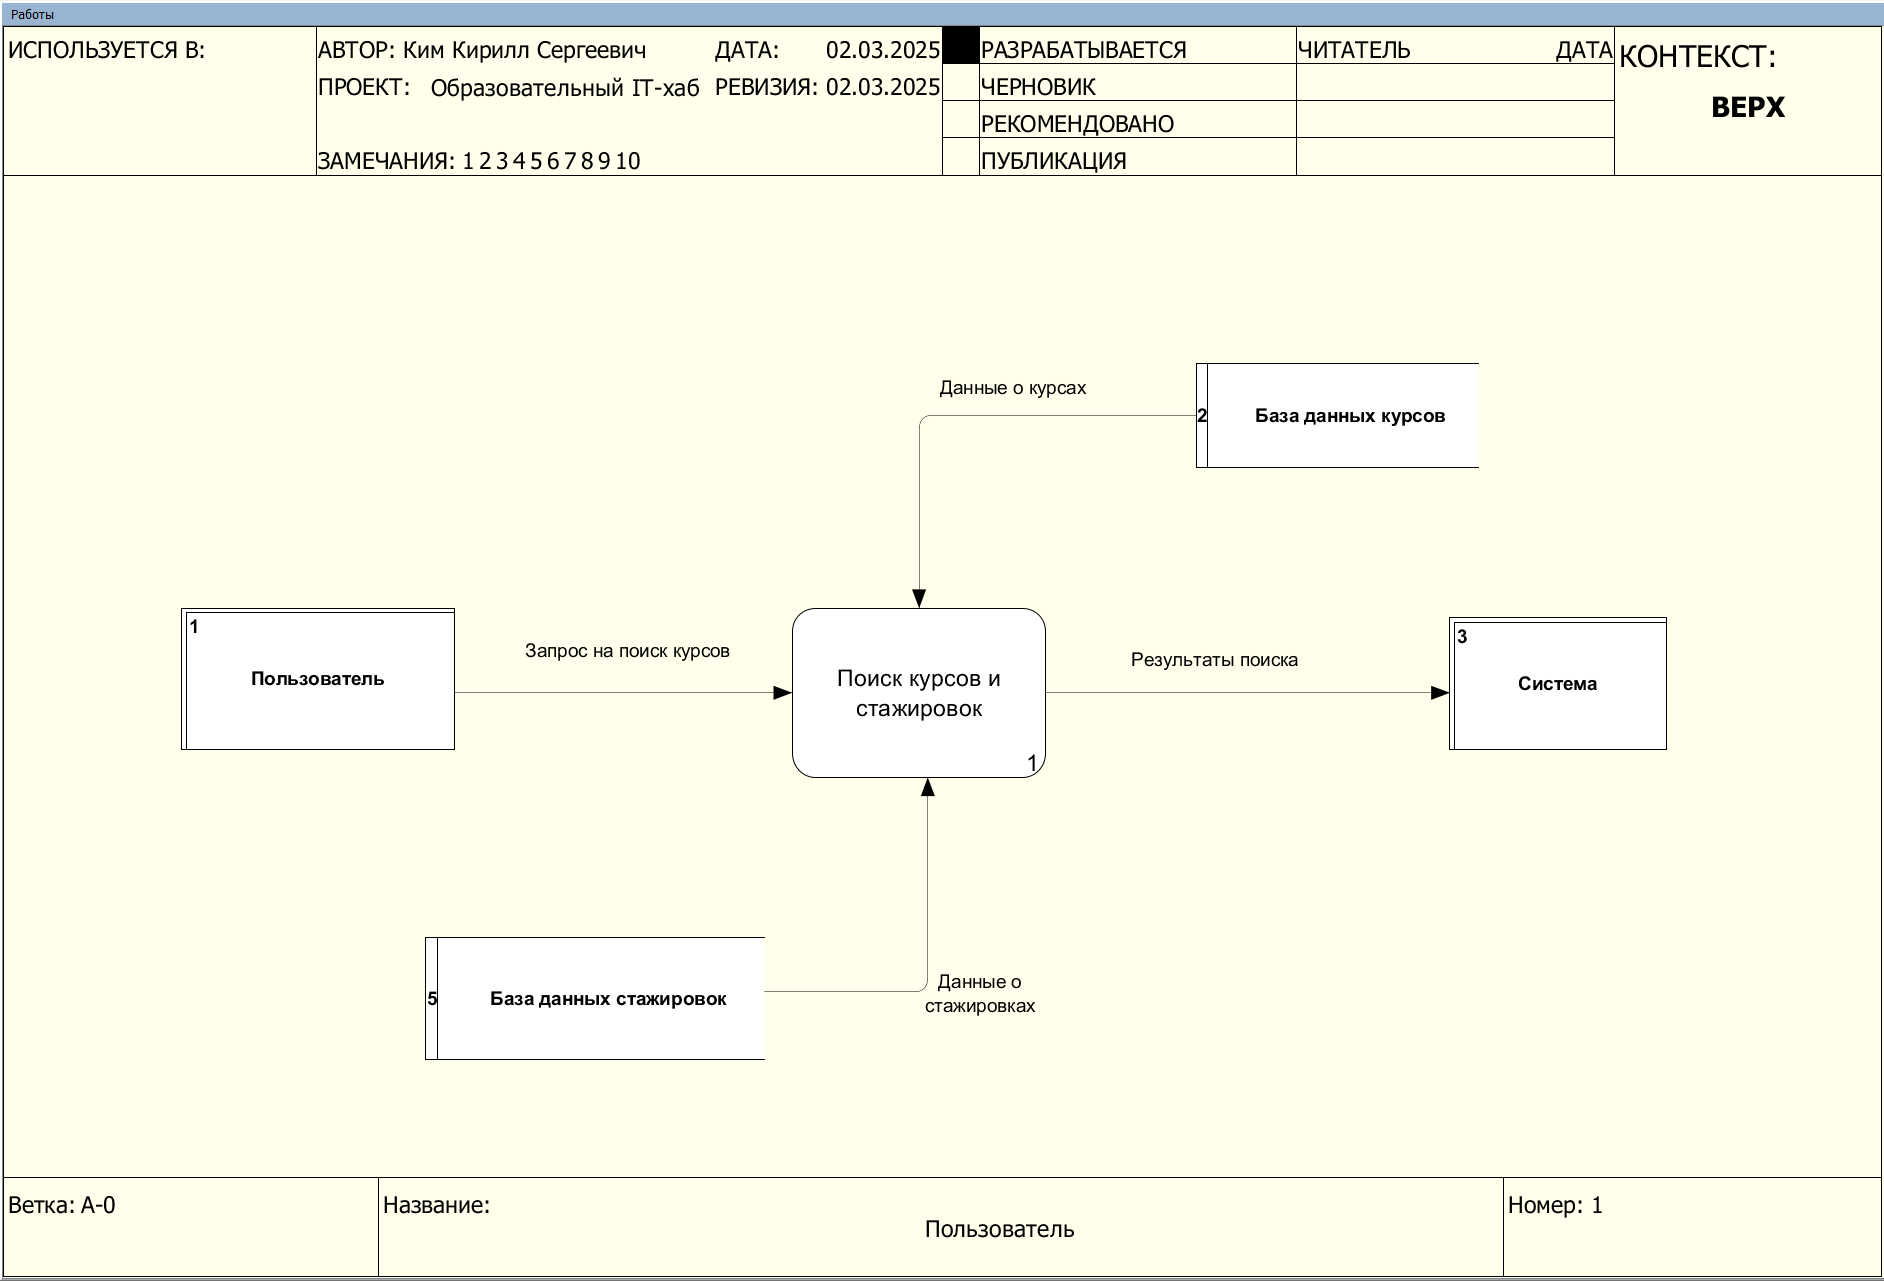 Работы
ИСПОЛЬЗУЕТСЯ В:
АВТОР: Ким Кирилл Сергеевич ДАТА: 02.03.2025
ПРОЕКТ: Образовательный IT-хаб РЕВИЗИЯ: 02.03.2025
ЗАМЕЧАНИЯ: 1 2 3 4 5 6 7 8 9 10
РАЗРАБАТЫВАЕТСЯ
ЧЕРНОВИК
РЕКОМЕНДОВАНО
ПУБЛИКАЦИЯ
ЧИТАТЕЛЬ ДАТА
КОНТЕКСТ:
ВЕРХ
Данные о курсах
2 База данных курсов
1
Пользователь
Запрос на поиск курсов
Поиск курсов и
стажировок
1
Результаты поиска
3
Система
5 База данных стажировок
Данные о
стажировках
Ветка: A-0
Название:
Пользователь
Номер: 1